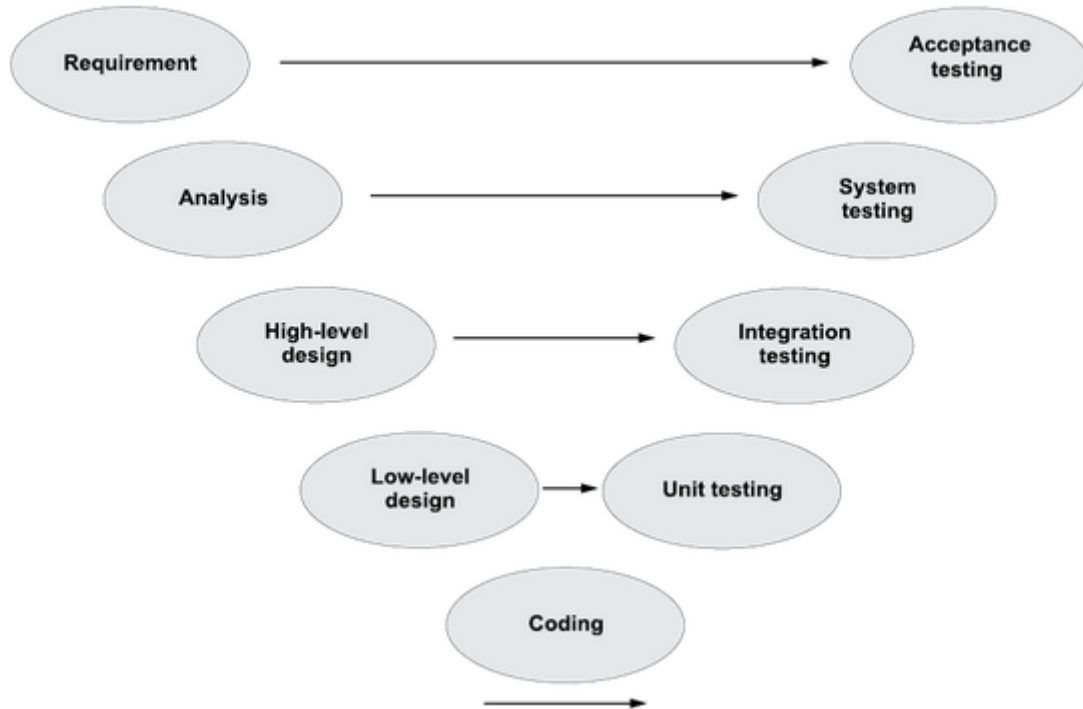 Requirement
Acceptance
testing
Analysis
System
testing
High-level
design
Integration
testing
Low-level
design
Unit testing
Coding